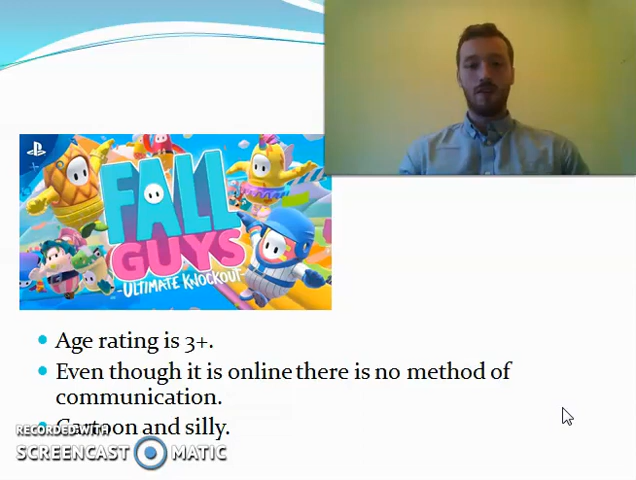 FALL
GUYS
-ULTIMATE KNOCKOUT-
Age rating is 3+.
Even though it is online there is no method of
communication.
Cartoon and silly.
RECORDED WITH
SCREENCAST MATIC